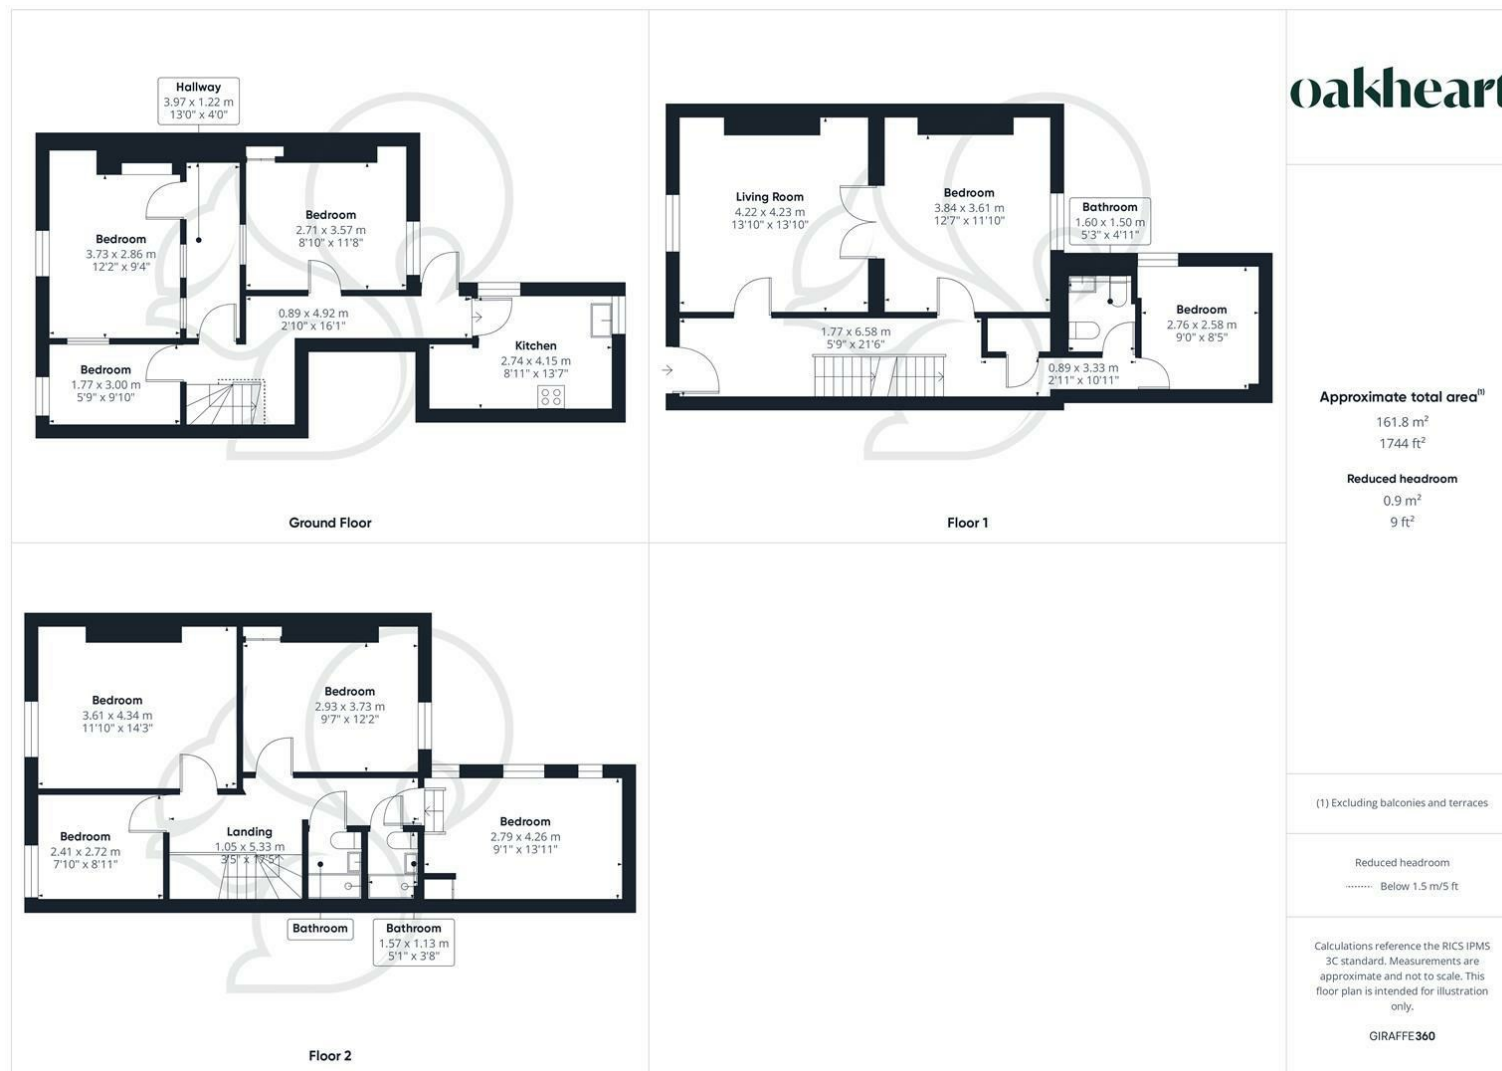 Hallway
3.97 x 1.22 m
13'0" x 4'0"
Bedroom
3.73 x 2.86 m
12'2" x 9'4"
Bedroom
2.71 x 3.57 m
8'10" x 11'8"
0.89 x 4.92 m
2'10" x 16'1"
Kitchen
2.74 x 4.15 m
8'11" x 13'7"
Bedroom
1.77 x 3.00 m
5'9" x 9'10"
Ground Floor
Living Room
4.22 x 4.23 m
13'10" x 13'10"
Bedroom
3.84 x 3.61 m
12'7" x 11'10"
Bathroom
1.60 x 1.50 m
5'3" x 4'11"
Bedroom
2.76 x 2.58 m
9'0" x 8'5"
1.77 x 6.58 m
5'9" x 21'6"
0.89 x 3.33 m
2'11" x 10'11"
Floor 1
Bedroom
3.61 x 4.34 m
11'10" x 14'3"
Bedroom
2.93 x 3.73 m
9'7" x 12'2"
Bedroom
2.41 x 2.72 m
7'10" x 8'11"
Landing
1.05 x 5.33 m
3'5" x 17'5"
Bedroom
2.79 x 4.26 m
9'1" x 13'11"
Bathroom
Bathroom
1.57 x 1.13 m
5'1" x 3'8"
Floor 2
oakheart
Approximate total area(1)
161.8 m²
1744 ft²
Reduced headroom
0.9 m²
9 ft²
(1) Excluding balconies and terraces
Reduced headroom
Below 1.5 m/5 ft
Calculations reference the RICS IPMS
3C standard. Measurements are
approximate and not to scale. This
floor plan is intended for illustration
only.
GIRAFFE360